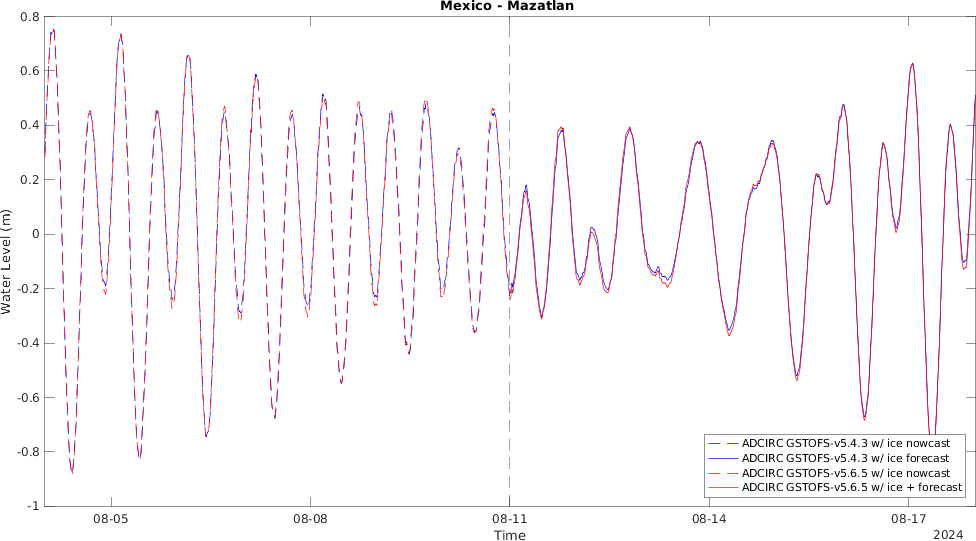 Mexico - Mazatlan
0.8
0.6
0.4
0.2
0
-0.2
-0.4
-0.6
-0.8
-1
Water Level (m)
ADCIRC GSTOFS-v5.4.3 w/ ice nowcast
ADCIRC GSTOFS-v5.4.3 w/ ice forecast
ADCIRC GSTOFS-v5.6.5 w/ ice nowcast
ADCIRC GSTOFS-v5.6.5 w/ ice + forecast
08-05 08-08 08-11 08-14 08-17
Time
2024